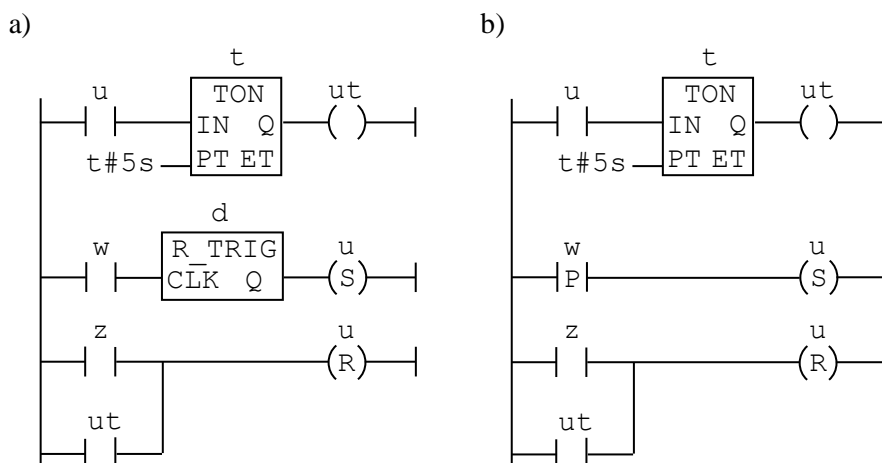 a)
t
u
TON
ut
IN Q
t#5s
PT ET
d
w
R_TRIG
u
CLK Q
S
z
u
R
ut
b)
t
u
TON
ut
IN Q
t#5s
PT ET
w
u
P
S
z
u
R
ut